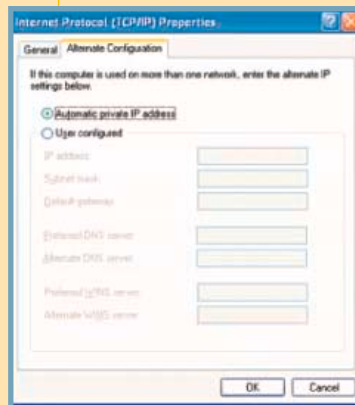 Internet Protocol (TCP/IP) Properties
General Alternate Configuration
If this computer is used on more than one network, enter the alternate IP
settings below.
Automatic private IP address
User configured
IP address:
Subnet mask:
Default gateway:
Preferred DNS server:
Alternate DNS server:
Preferred WINS server:
Alternate WINS server:
OK Cancel